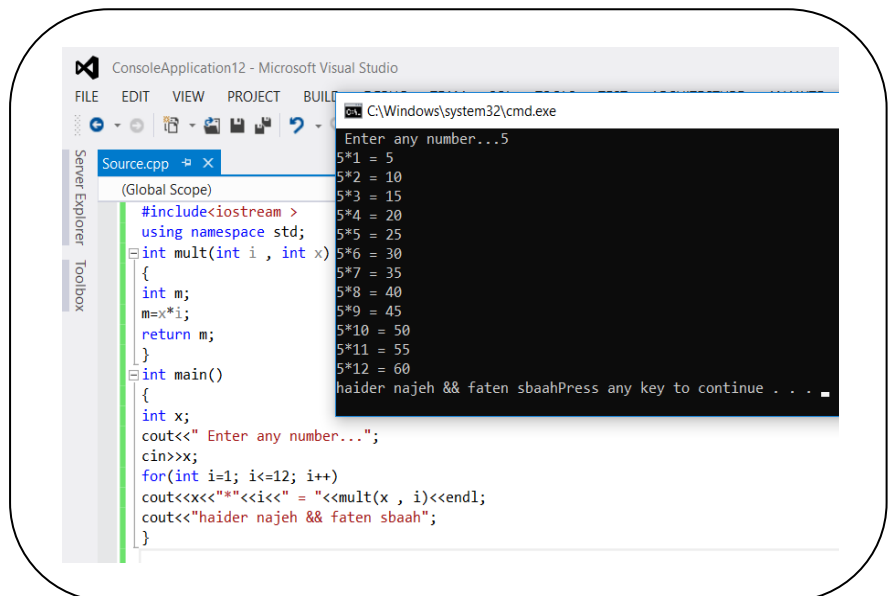 ConsoleApplication12 - Microsoft Visual Studio
FILE EDIT VIEW PROJECT BUILD
C:\Windows\system32\cmd.exe
Server Explorer
Toolbox
Source.cpp
(Global Scope)
#include<iostream >
using namespace std;
int mult(int i , int x)
{
int m;
m=x*i;
return m;
}
int main()
{
int x;
cout<<" Enter any number...";
cin>>x;
for(int i=1; i<=12; i++)
cout<<x<<"*"<<i<<" = "<<mult(x , i)<<endl;
cout<<"haider najeh && faten sbaah";
}
Enter any number...5
5*1 = 5
5*2 = 10
5*3 = 15
5*4 = 20
5*5 = 25
5*6 = 30
5*7 = 35
5*8 = 40
5*9 = 45
5*10 = 50
5*11 = 55
5*12 = 60
haider najeh && faten sbaahPress any key to continue . . .